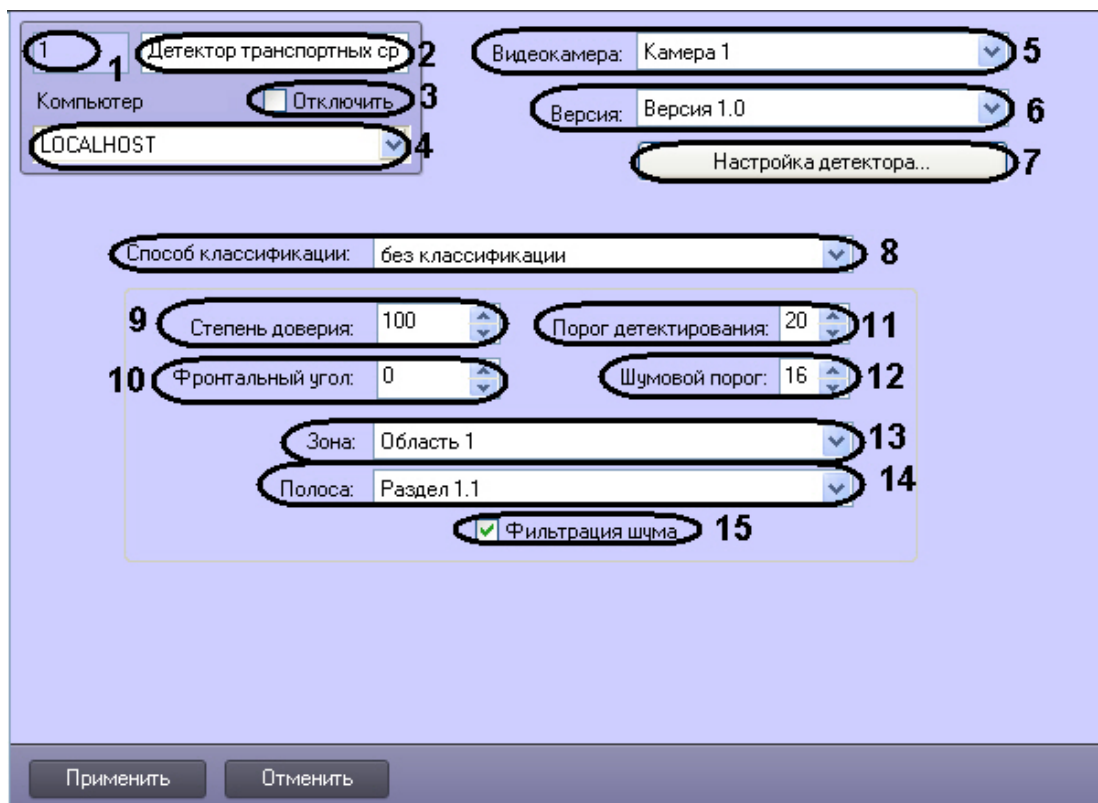 1 1 Детектор транспортных ср 2
Компьютер Отключить 3
LOCALHOST 4
Видеокамера: Камера 1 5
Версия: Версия 1.0 6
Настройка детектора... 7
Способ классификации: без классификации 8
9 Степень доверия: 100 Порог детектирования: 20 11
10 Фронтальный угол: 0 Шумовой порог: 16 12
Зона: Область 1 13
Полоса: Раздел 1.1 14
Фильтрация шума 15
Применить Отменить